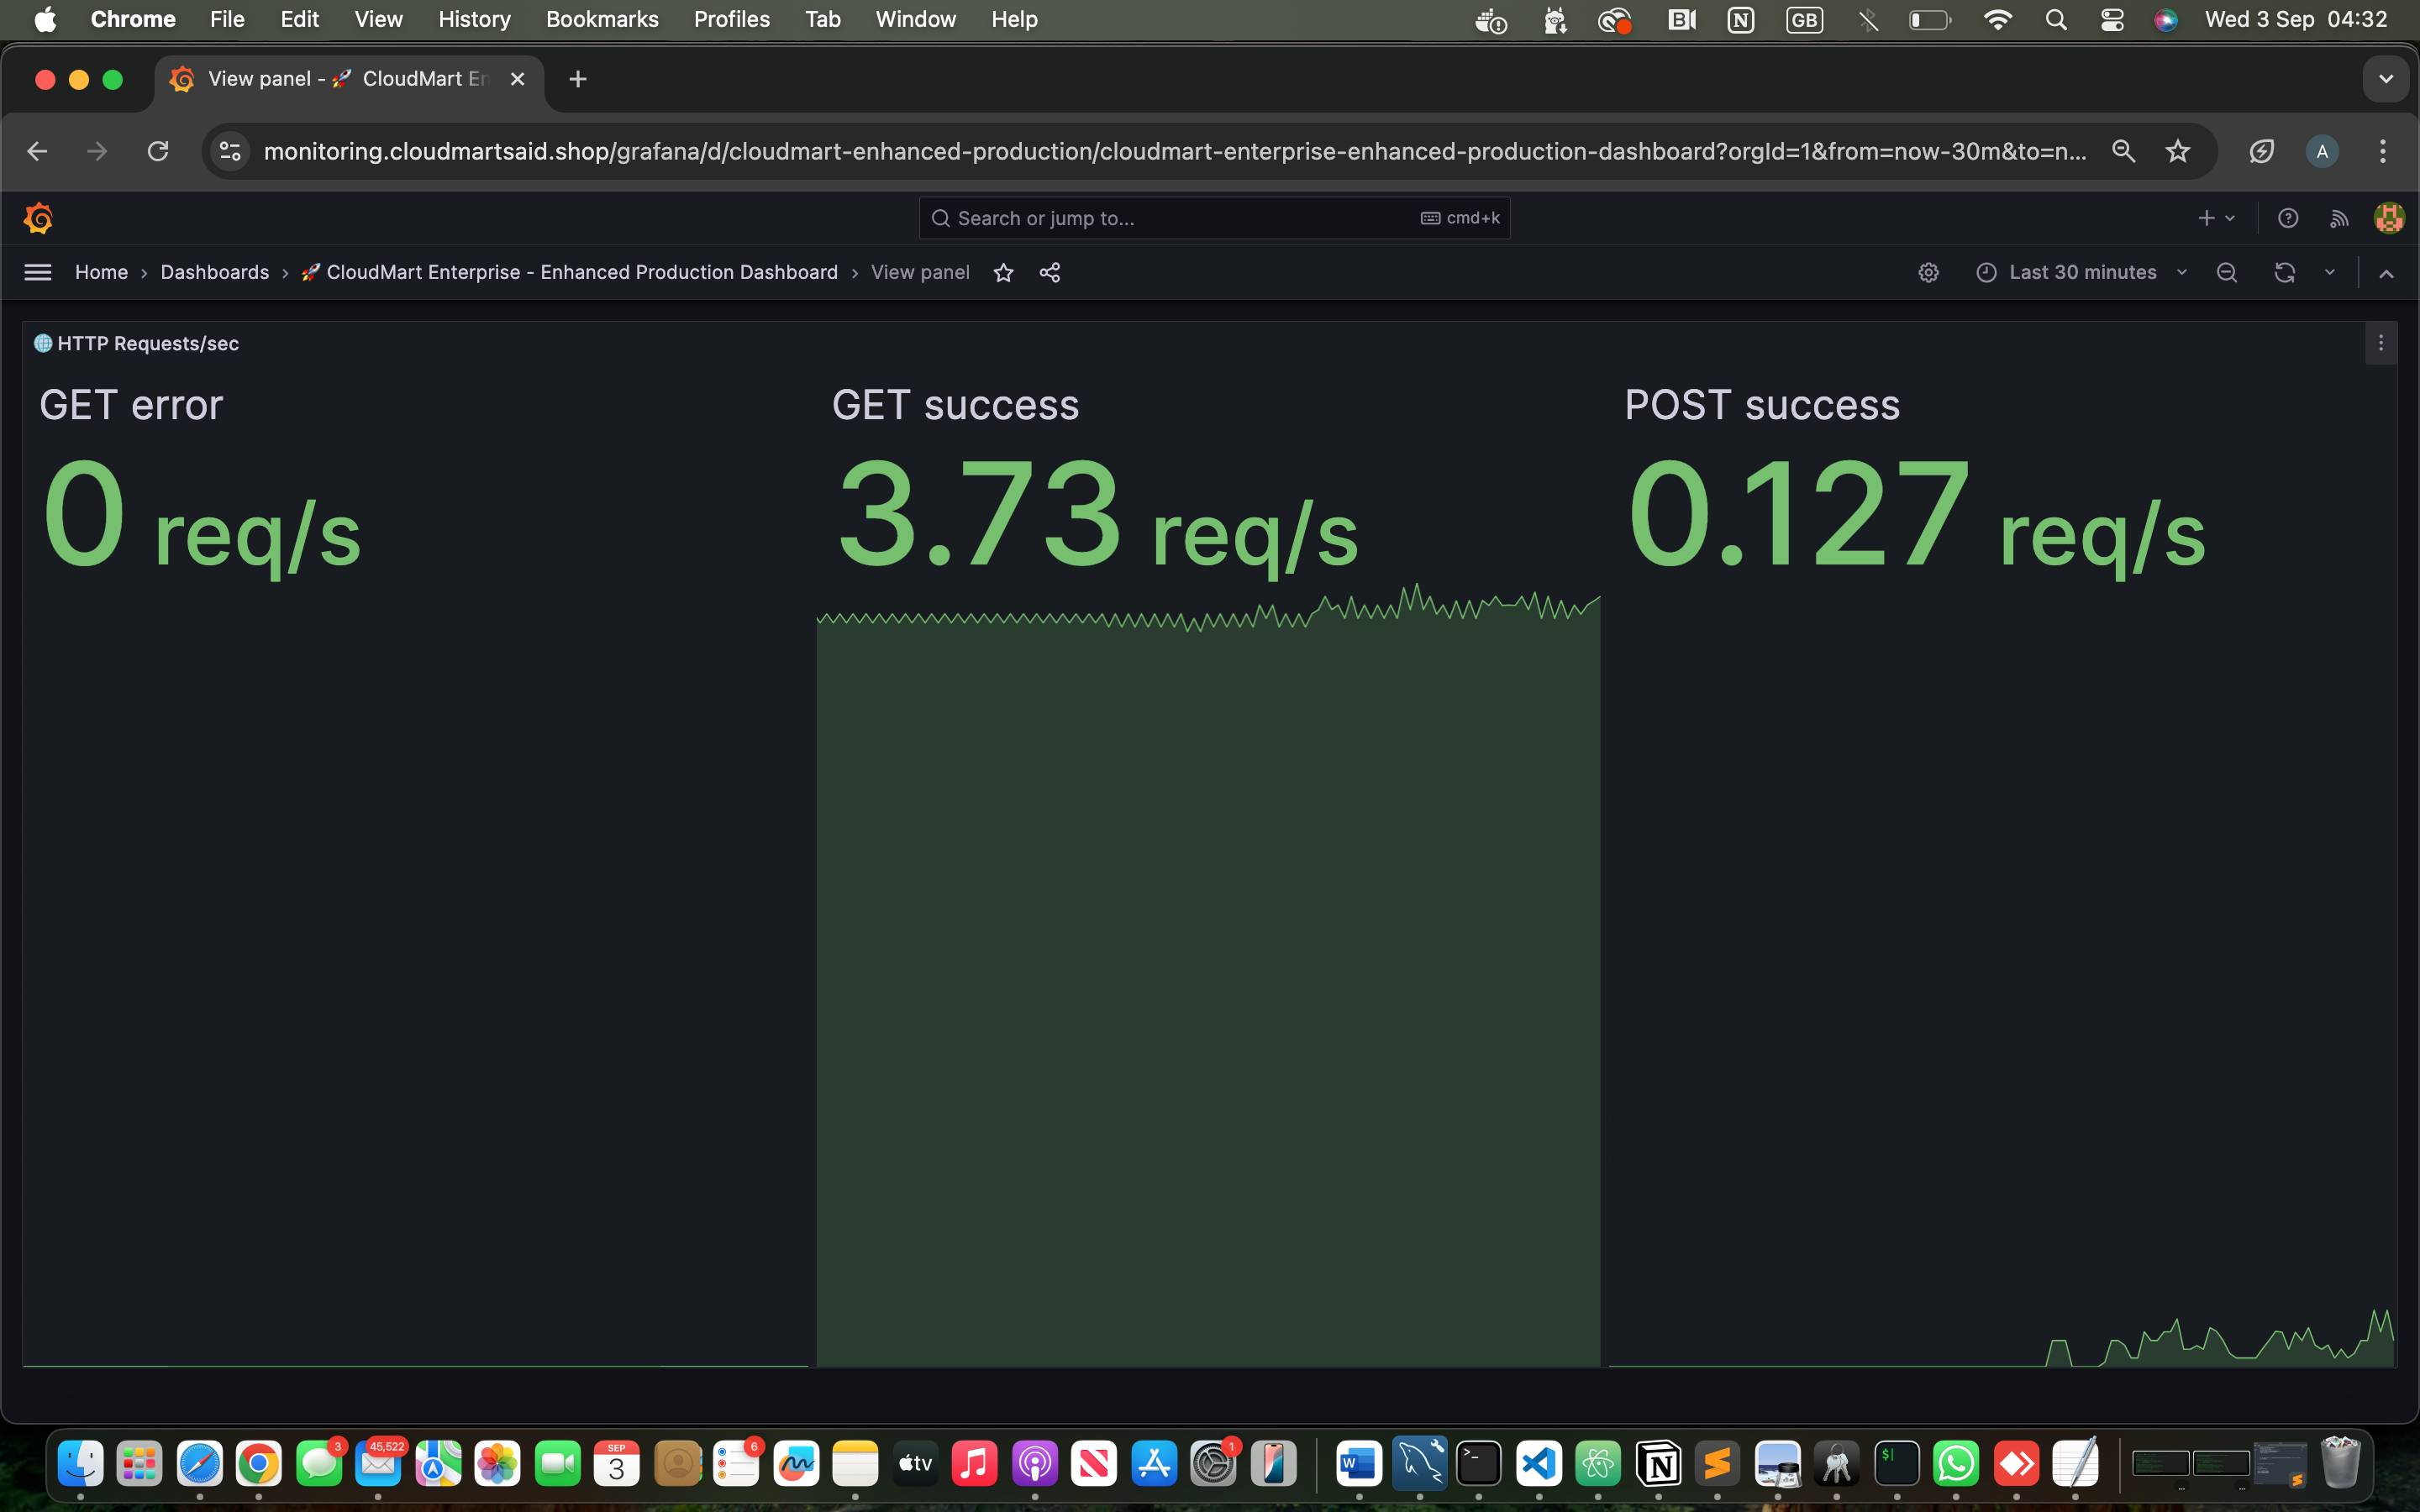 Chrome File Edit View History Bookmarks Profiles Tab Window Help GB Wed 3 Sep 04:32
View panel - 🚀 CloudMart En
monitoring.cloudmartsaid.shop/grafana/d/cloudmart-enhanced-production/cloudmart-enterprise-enhanced-production-dashboard?orgId=1&from=now-30m&to=n... A
Search or jump to... cmd+k
Home › Dashboards › 🚀 CloudMart Enterprise - Enhanced Production Dashboard › View panel Last 30 minutes
🌐 HTTP Requests/sec
GET error GET success POST success
0 req/s 3.73 req/s 0.127 req/s
3 45,522 SEP 3 6 tv 1 W >_ N $